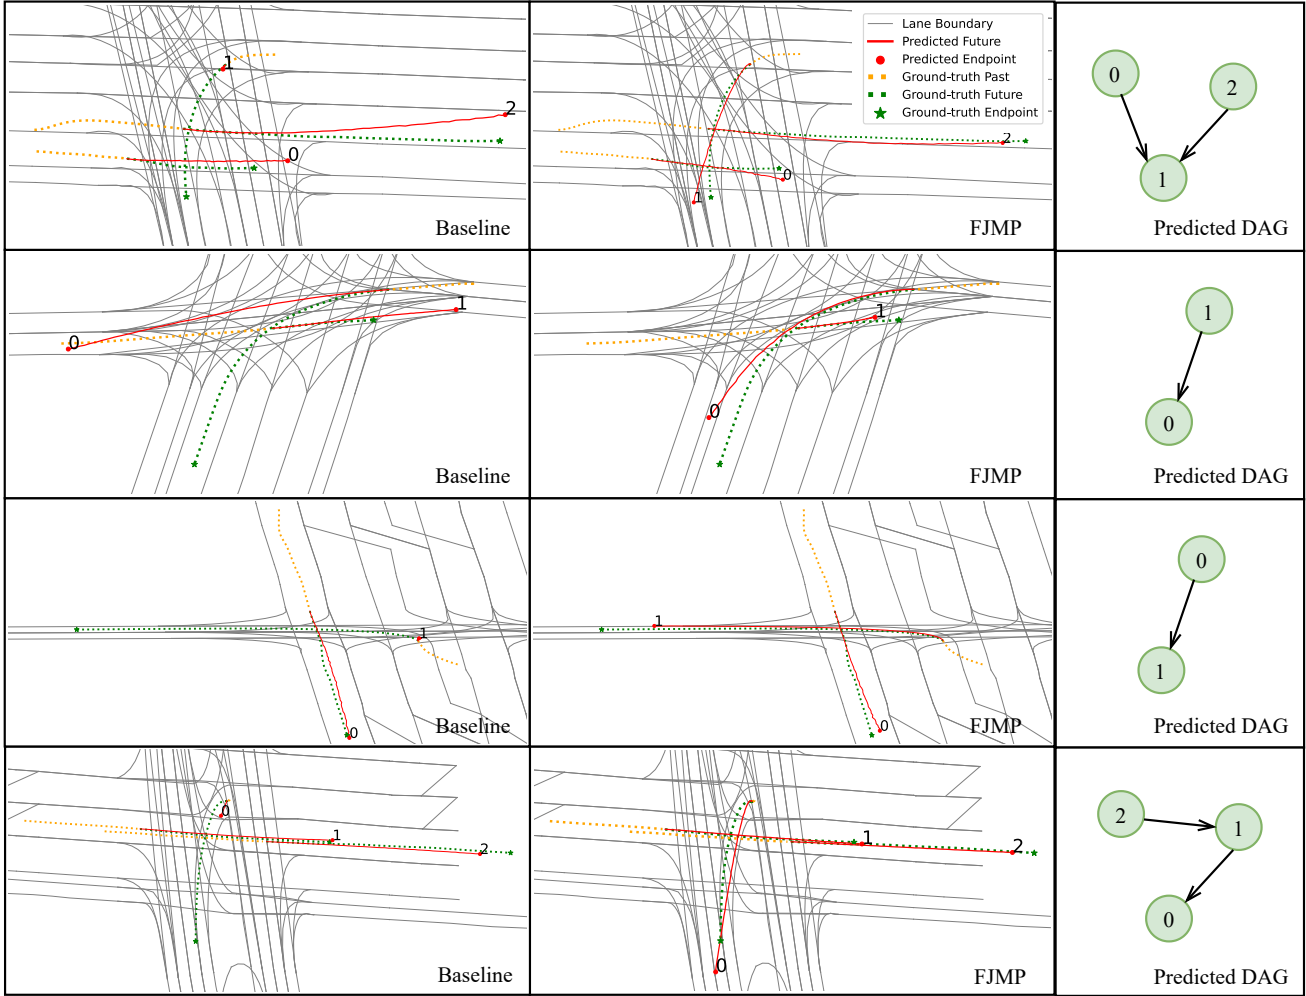 1
2
0
Baseline
Lane Boundary
Predicted Future
Predicted Endpoint
Ground-truth Past
Ground-truth Future
Ground-truth Endpoint
2
0
1
FJMP
0
2
1
Predicted DAG
1
0
Baseline
1
0
FJMP
1
0
Predicted DAG
1
0
Baseline
1
0
FJMP
0
1
Predicted DAG
0
1
2
Baseline
1
2
0
FJMP
2
1
0
Predicted DAG